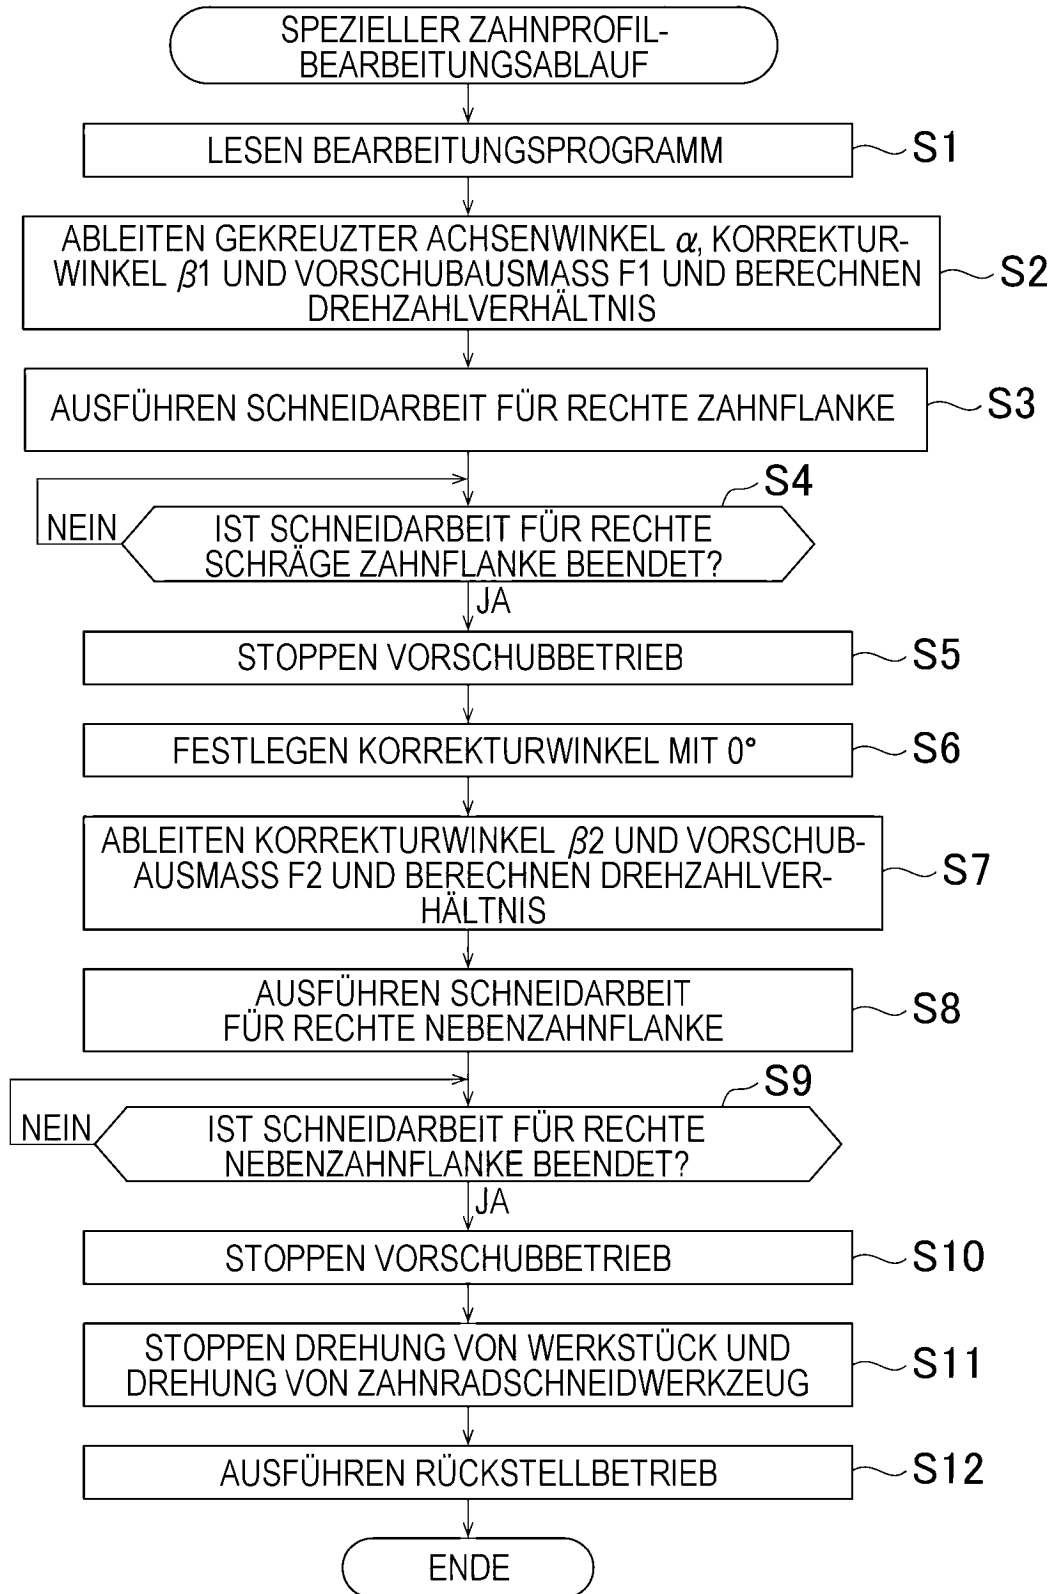 SPEZIELLER ZAHNPROFIL-
BEARBEITUNGSABLAUF
LESEN BEARBEITUNGSPROGRAMM
S1
ABLEITEN GEKREUZTER ACHSENWINKEL α, KORREKTUR-
WINKEL β1 UND VORSCHUBAUSMASS F1 UND BERECHNEN
DREHZAHLVERHÄLTNIS
S2
AUSFÜHREN SCHNEIDARBEIT FÜR RECHTE ZAHNFLANKE
S3
S4
NEIN
IST SCHNEIDARBEIT FÜR RECHTE
SCHRÄGE ZAHNFLANKE BEENDET?
JA
STOPPEN VORSCHUBBETRIEB
S5
FESTLEGEN KORREKTURWINKEL MIT 0°
S6
ABLEITEN KORREKTURWINKEL β2 UND VORSCHUB-
AUSMASS F2 UND BERECHNEN DREHZAHLVER-
HÄLTNIS
S7
AUSFÜHREN SCHNEIDARBEIT
FÜR RECHTE NEBENZAHNFLANKE
S8
S9
NEIN
IST SCHNEIDARBEIT FÜR RECHTE
NEBENZAHNFLANKE BEENDET?
JA
STOPPEN VORSCHUBBETRIEB
S10
STOPPEN DREHUNG VON WERKSTÜCK UND
DREHUNG VON ZAHNRADSCHNEIDWERKZEUG
S11
AUSFÜHREN RÜCKSTELLBETRIEB
S12
ENDE